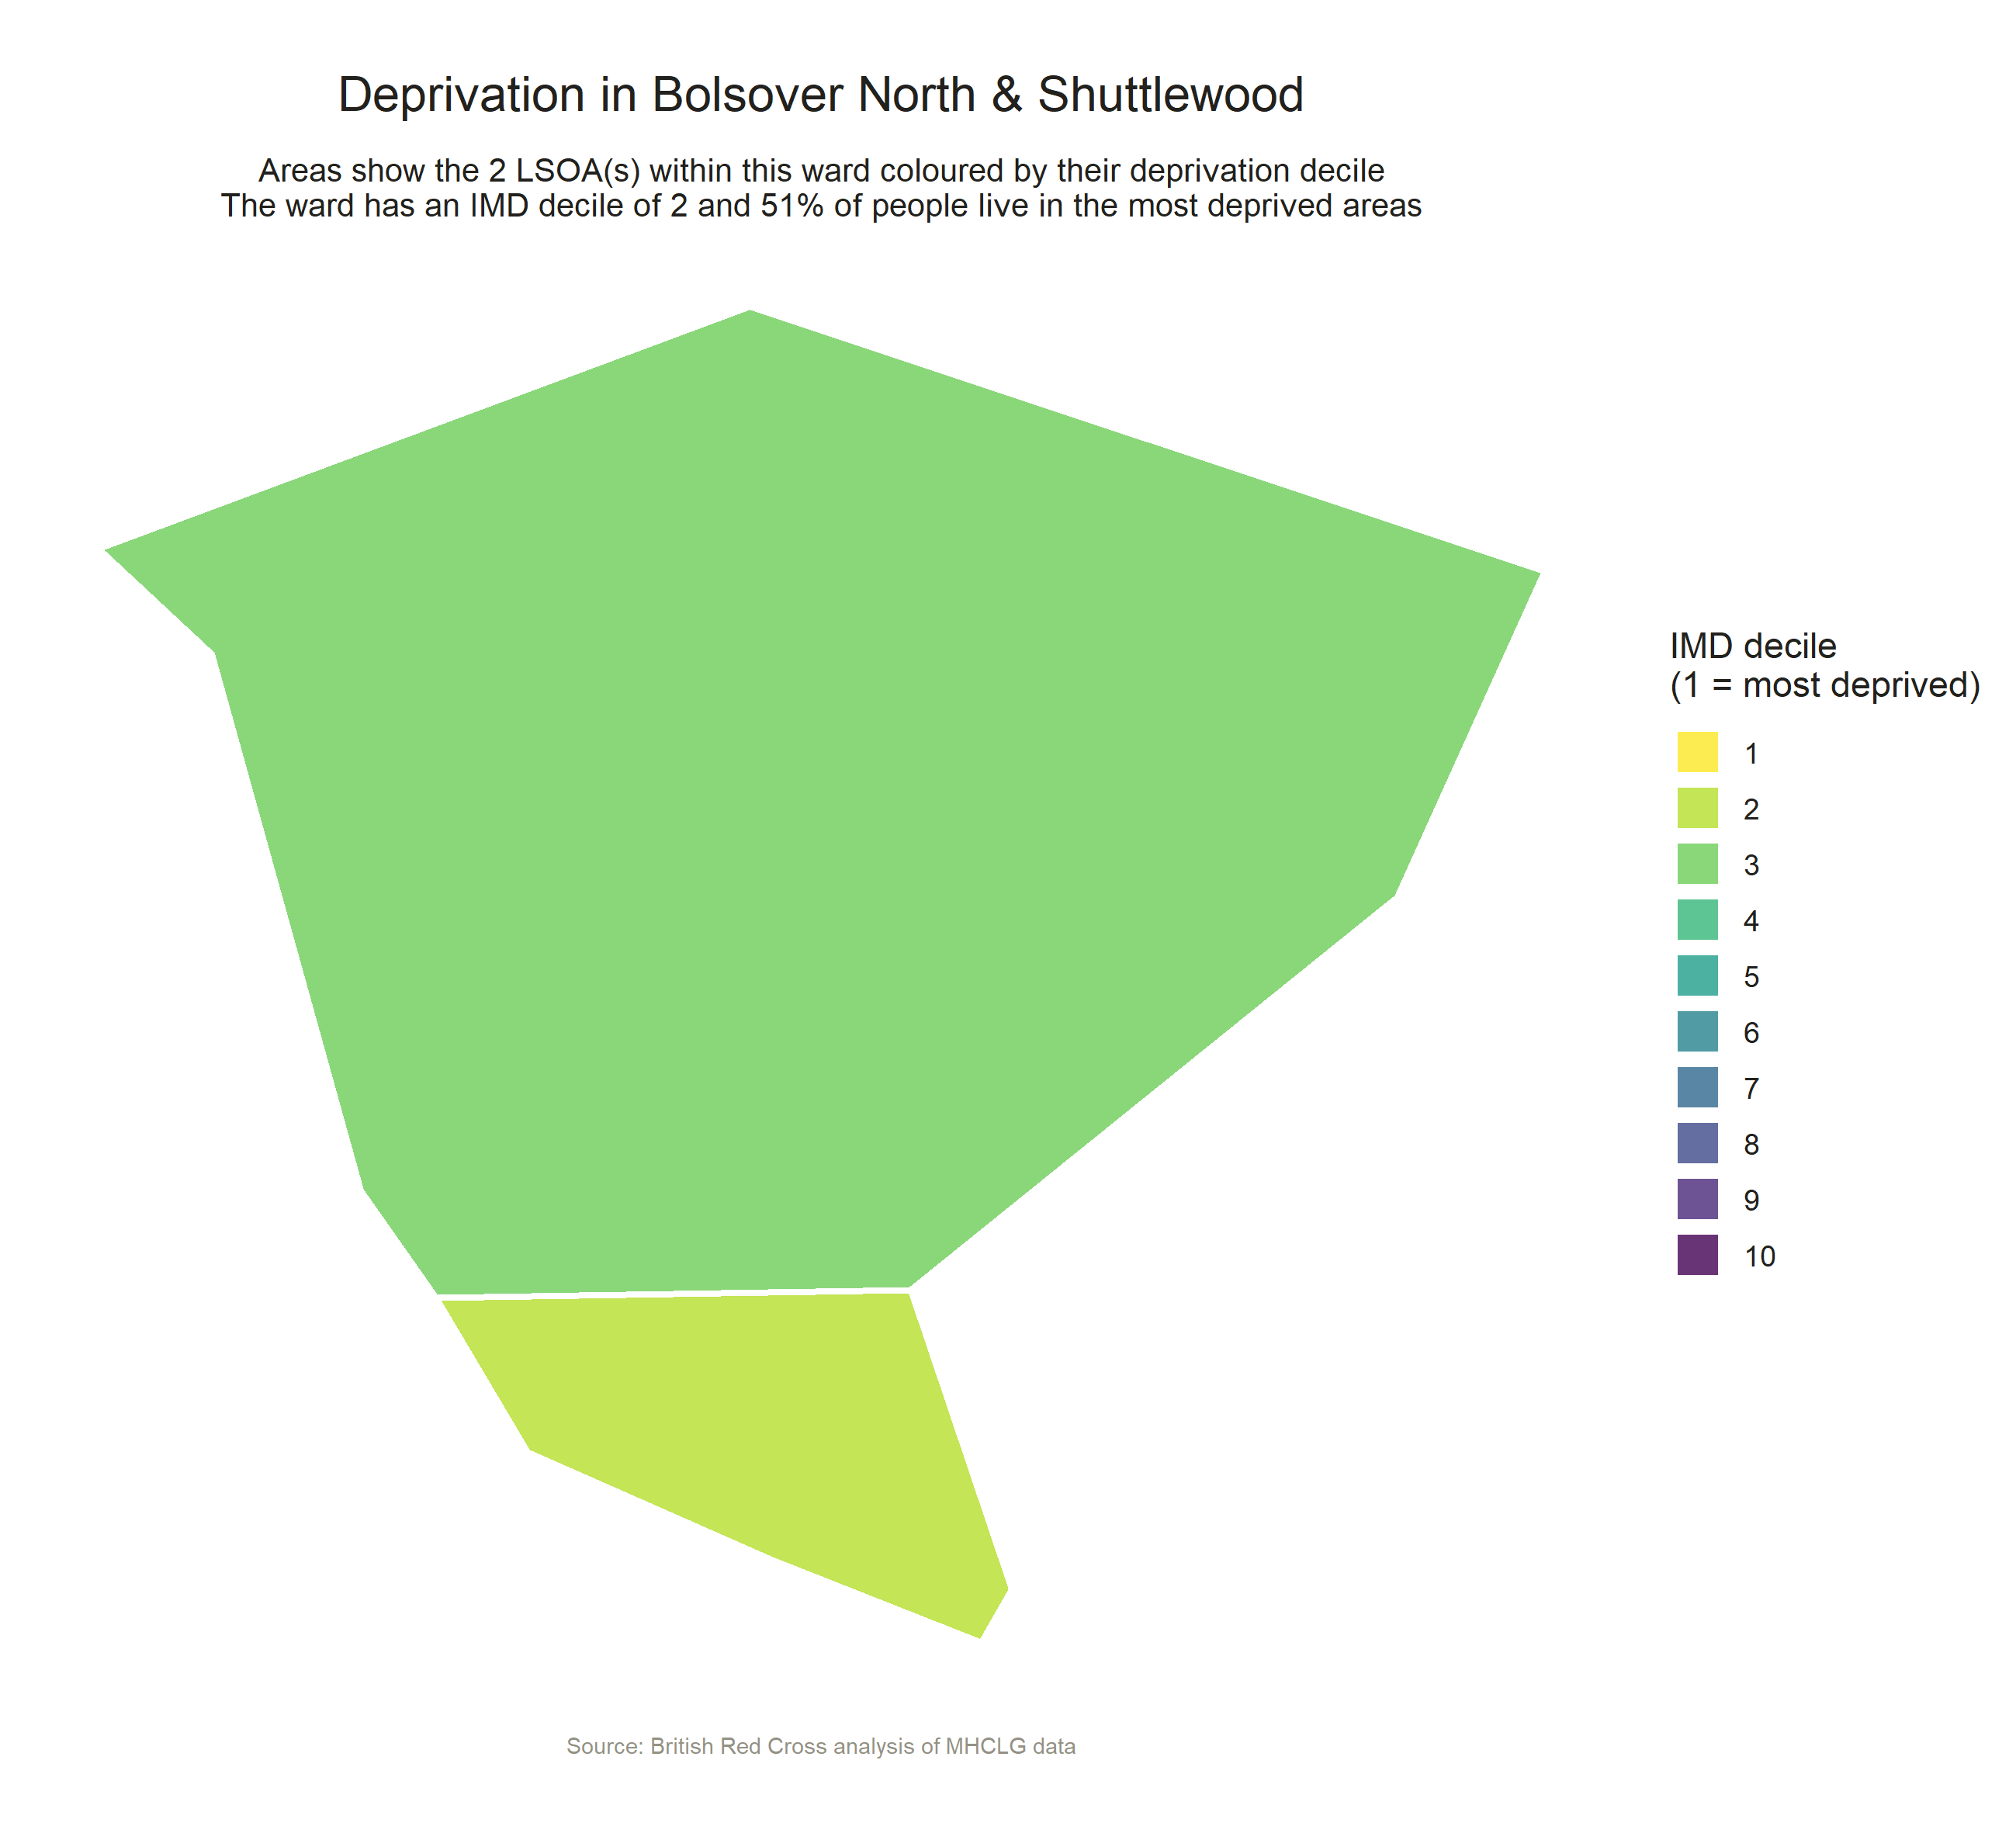 Deprivation in Bolsover North & Shuttlewood
Areas show the 2 LSOA(s) within this ward coloured by their deprivation decile
The ward has an IMD decile of 2 and 51% of people live in the most deprived areas
IMD decile
(1 = most deprived)
1
2
3
4
5
6
7
8
9
10
Source: British Red Cross analysis of MHCLG data